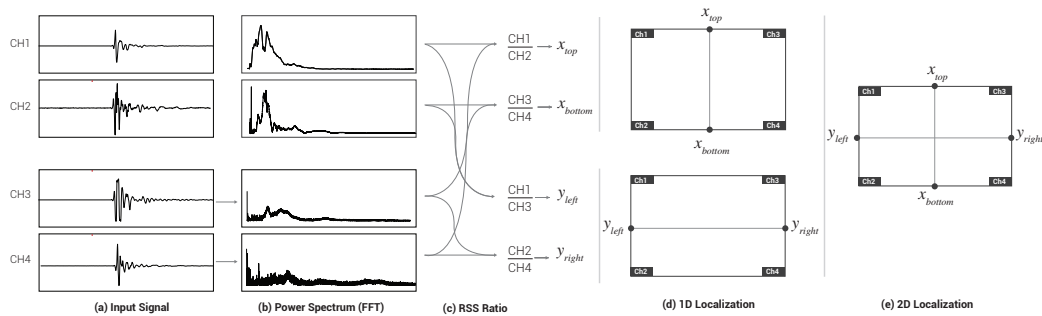 CH1
CH2
CH3
CH4
(a) Input Signal
(b) Power Spectrum (FFT)
CH1
CH2
x_top
CH3
CH4
x_bottom
CH1
CH3
y_left
CH2
CH4
y_right
(c) RSS Ratio
x_top
Ch1
Ch3
Ch2
Ch4
x_bottom
Ch1
Ch3
y_left
y_right
Ch2
Ch4
(d) 1D Localization
x_top
Ch1
Ch3
y_left
y_right
Ch2
Ch4
x_bottom
(e) 2D Localization